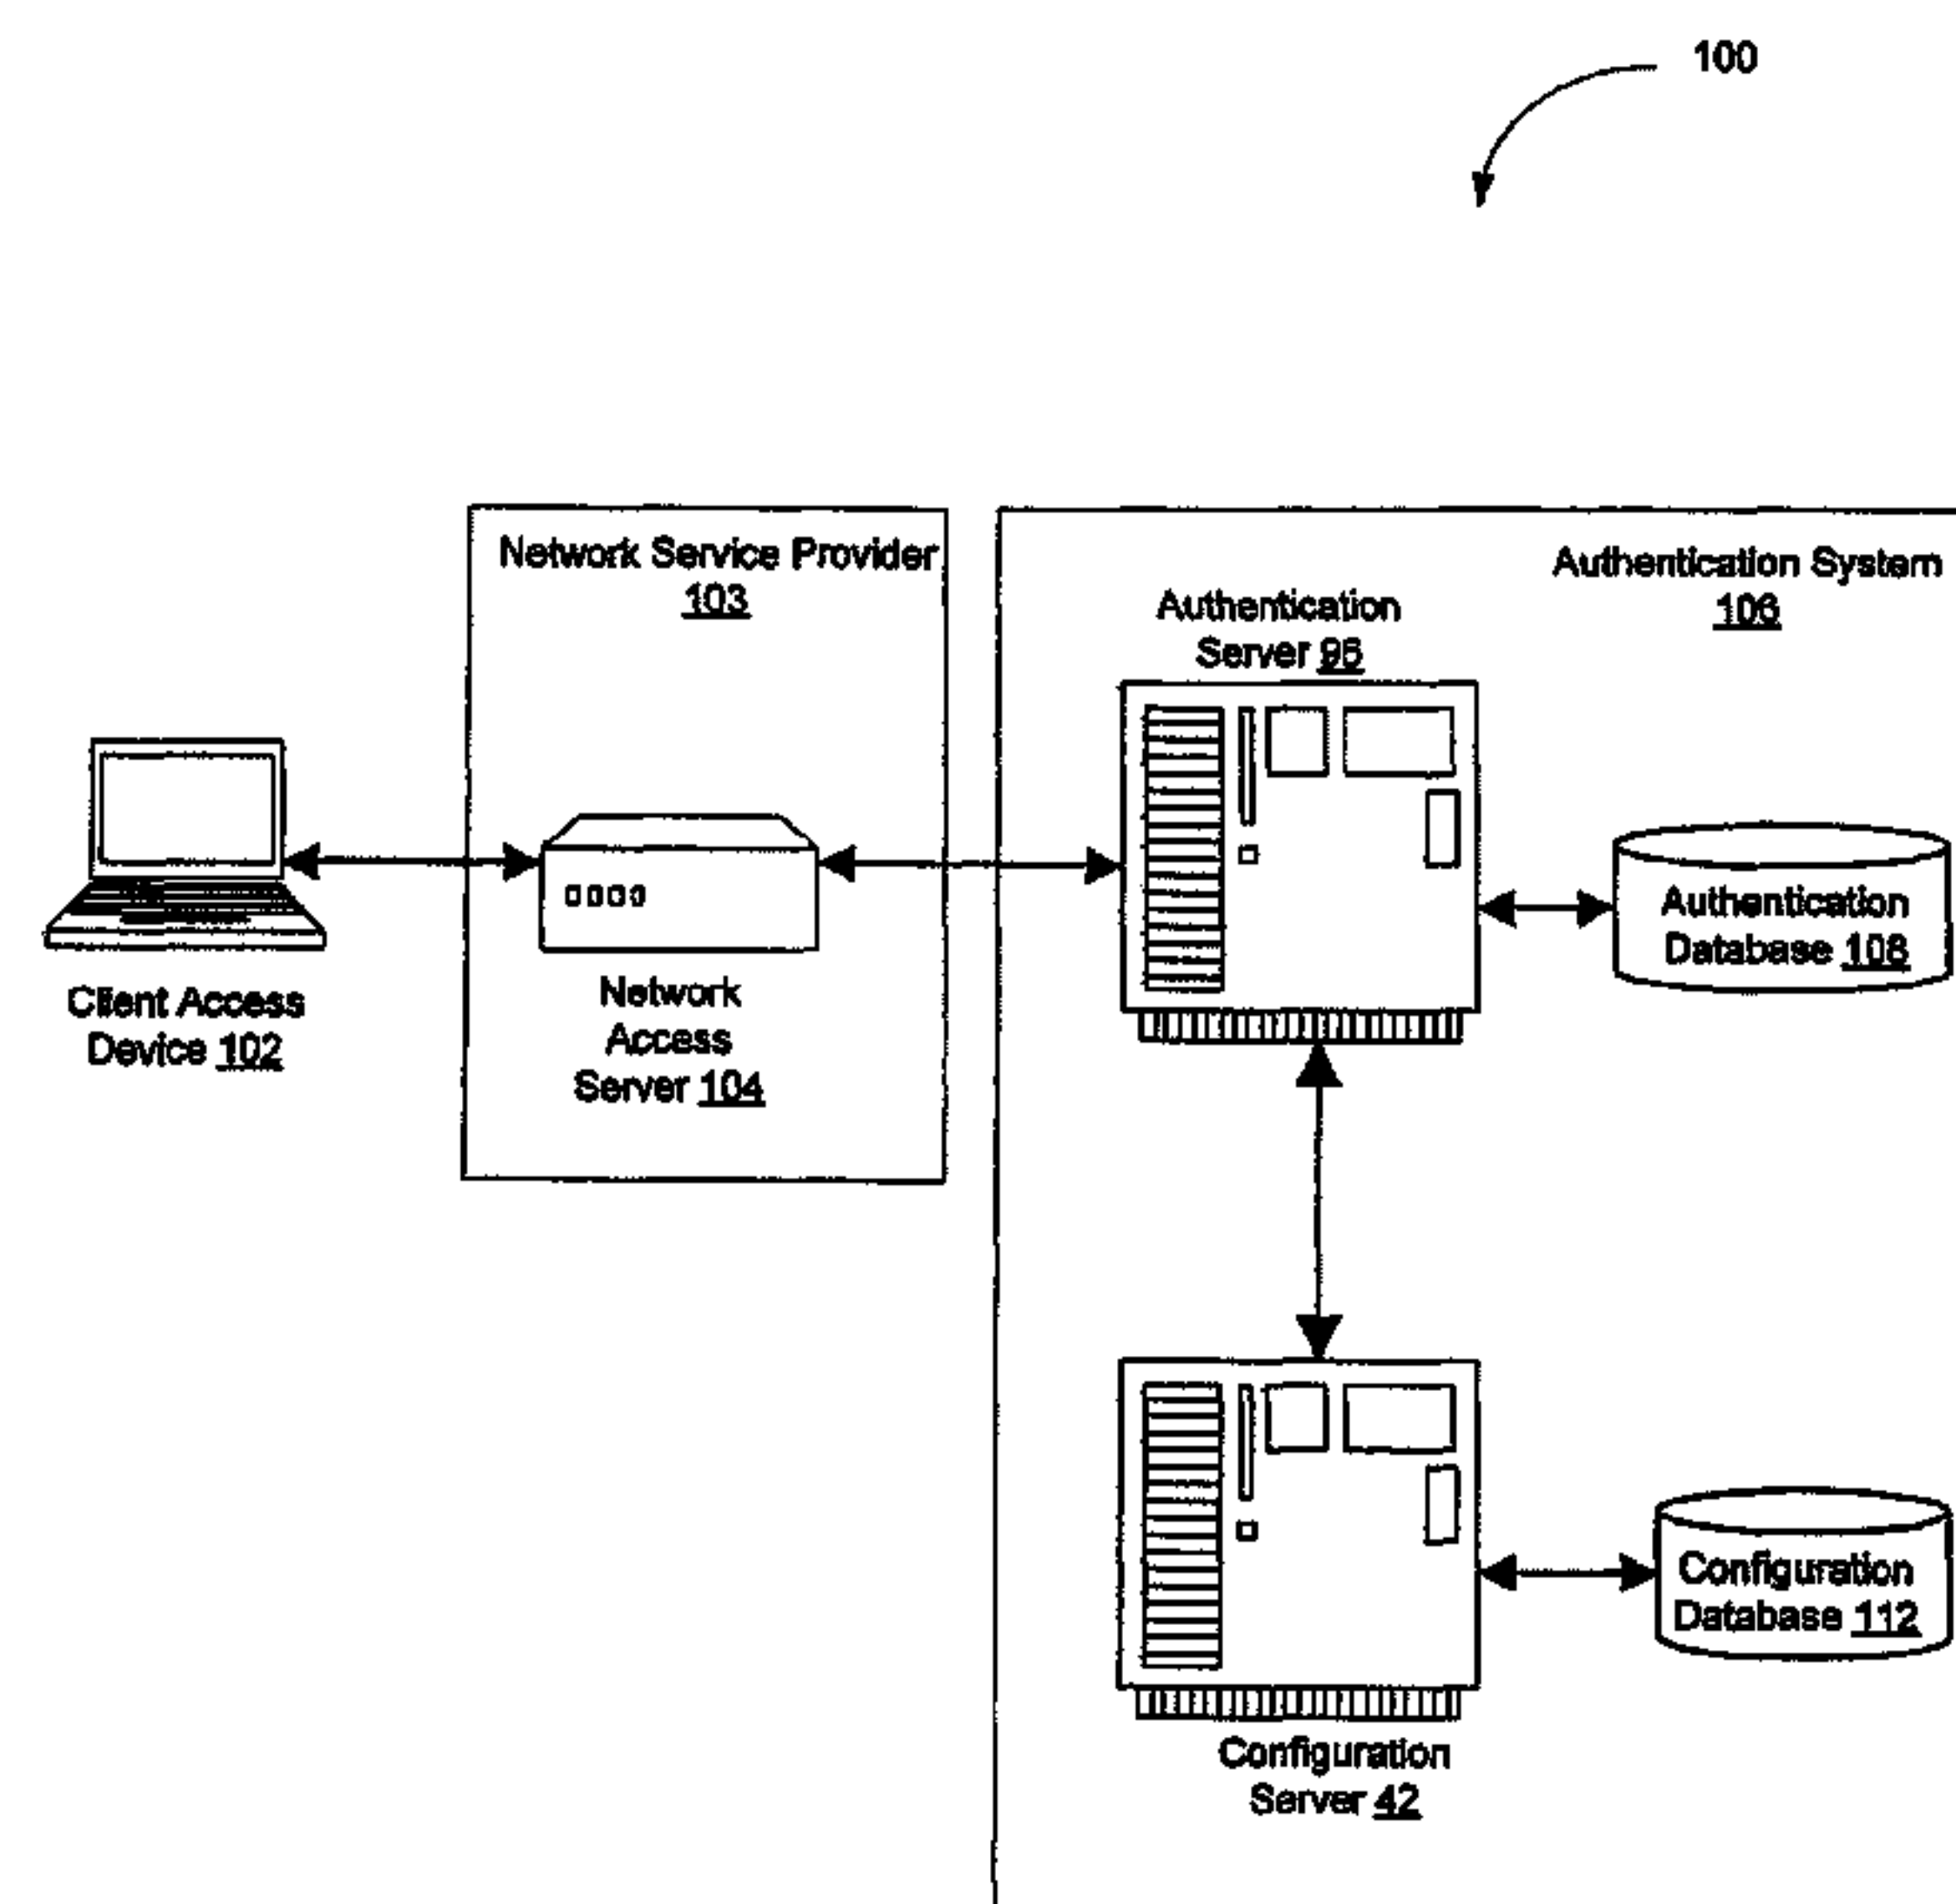 100
Network Service Provider
103
Authentication System
106
Authentication
Server 96
Authentication
Database 108
Client Access
Device 102
Network
Access
Server 104
Configuration
Database 112
Configuration
Server 42